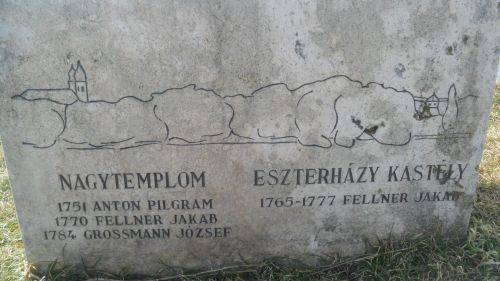 NAGYTEMPLOM
1751 ANTON PILGRAM
1770 FELLNER JAKAB
1784 GROSSMANN JÓZSEF
ESZTERHÁZY KASTÉLY
1765-1777 FELLNER JAKAB